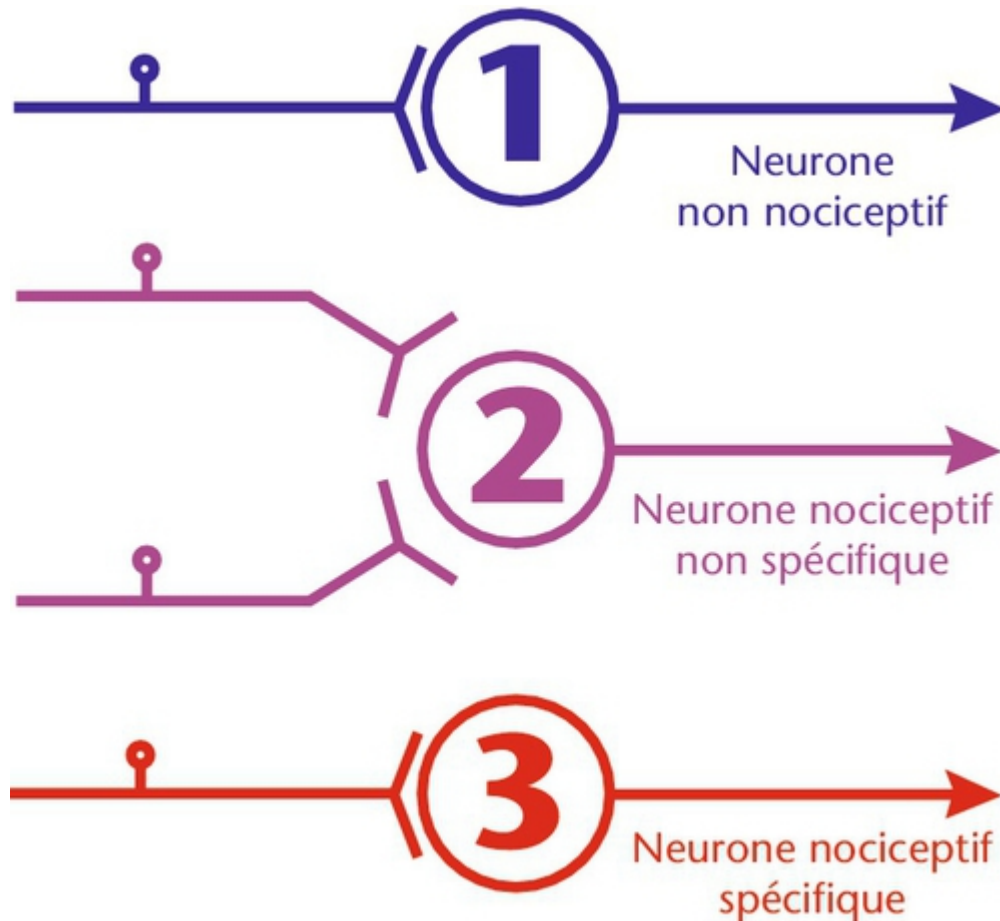 1
Neurone
non nociceptif
2
Neurone nociceptif
non spécifique
3
Neurone nociceptif
spécifique